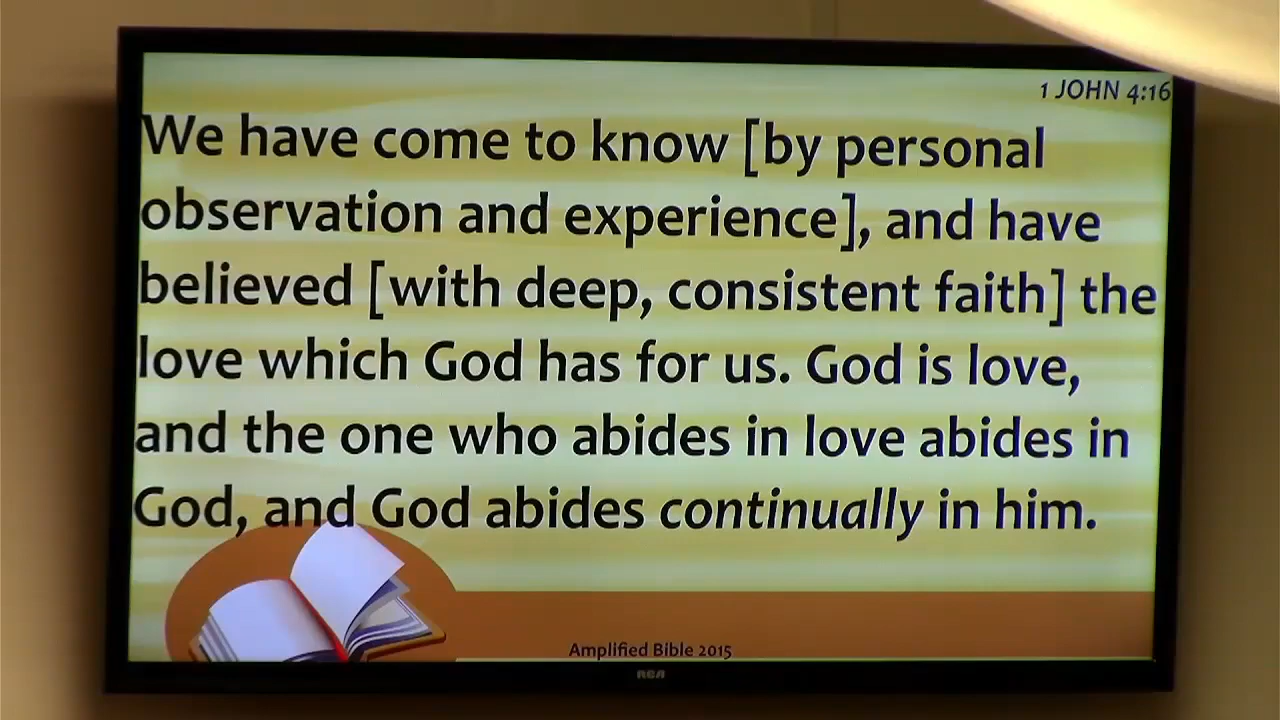 1 JOHN 4:16
We have come to know [by personal
observation and experience], and have
believed [with deep, consistent faith] the
love which God has for us. God is love,
and the one who abides in love abides in
God, and God abides continually in him.
Amplified Bible 2015
RCA